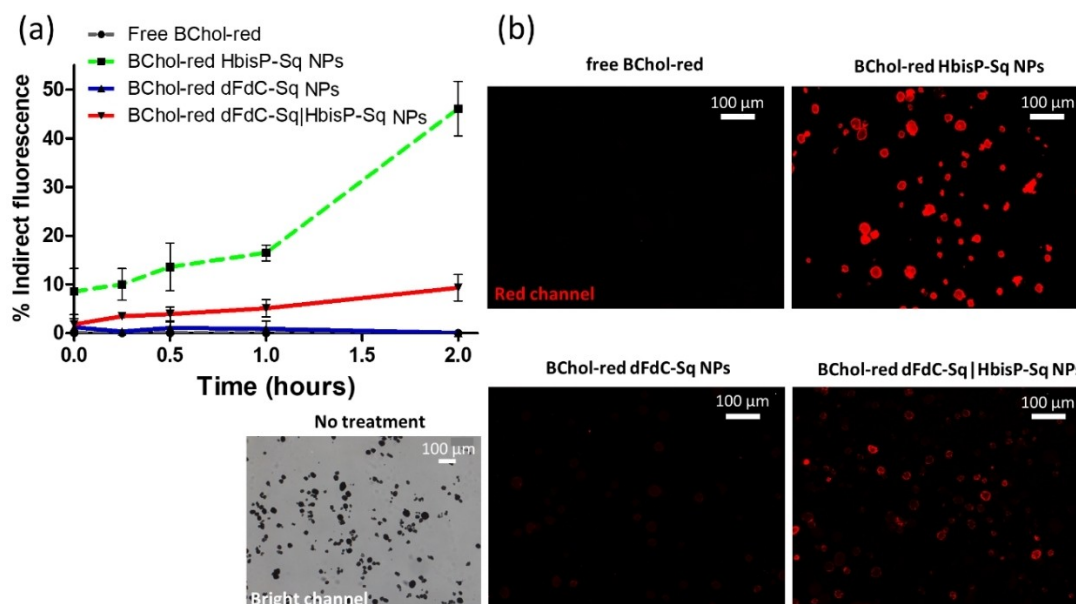 (a)
Free BChol-red
BChol-red HbisP-Sq NPs
BChol-red dFdC-Sq NPs
BChol-red dFdC-Sq|HbisP-Sq NPs
% Indirect fluorescence
50
40
30
20
10
0
0.0
0.5
1.0
1.5
2.0
Time (hours)
No treatment
100 µm
Bright channel
(b)
free BChol-red
100 µm
Red channel
BChol-red HbisP-Sq NPs
100 µm
BChol-red dFdC-Sq NPs
100 µm
BChol-red dFdC-Sq|HbisP-Sq NPs
100 µm